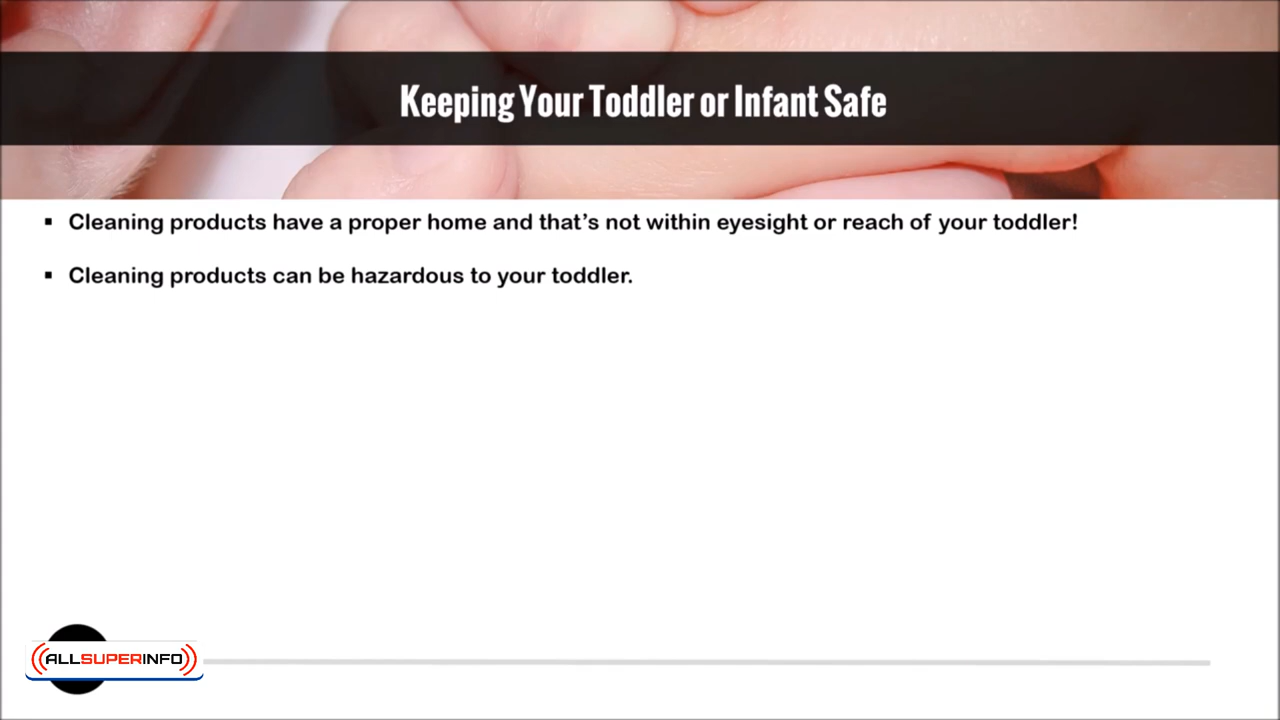 Keeping Your Toddler or Infant Safe
▪ Cleaning products have a proper home and that's not within eyesight or reach of your toddler!
▪ Cleaning products can be hazardous to your toddler.
ALLSUPERINFO